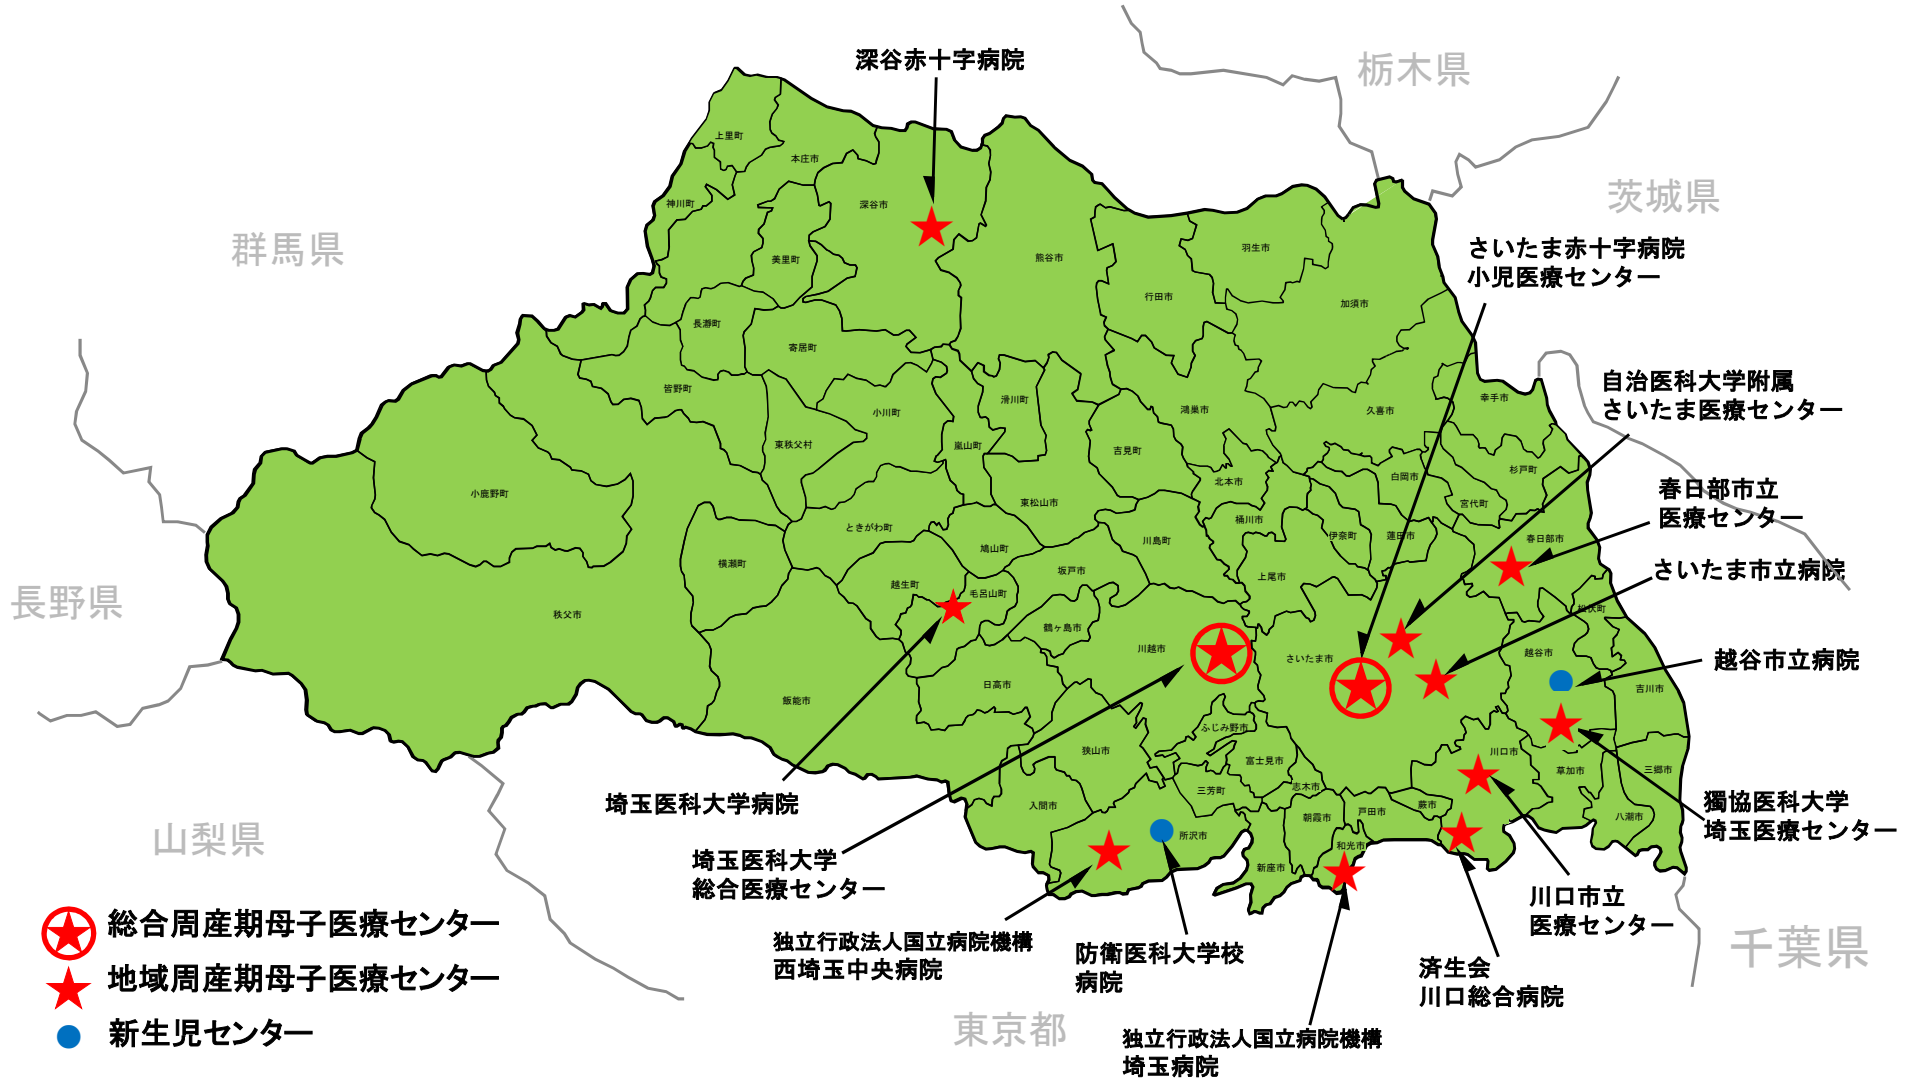 深谷赤十字病院
栃木県
茨城県
群馬県
長野県
山梨県
東京都
千葉県
さいたま赤十字病院
小児医療センター
自治医科大学附属
さいたま医療センター
春日部市立
医療センター
さいたま市立病院
越谷市立病院
獨協医科大学
埼玉医療センター
川口市立
医療センター
済生会
川口総合病院
独立行政法人国立病院機構
埼玉病院
防衛医科大学校
病院
独立行政法人国立病院機構
西埼玉中央病院
埼玉医科大学
総合医療センター
埼玉医科大学病院
上里町
本庄市
神川町
深谷市
美里町
熊谷市
羽生市
行田市
加須市
長瀞町
寄居町
皆野町
小川町
滑川町
鴻巣市
久喜市
幸手市
東秩父村
嵐山町
吉見町
小鹿野町
北本市
白岡市
杉戸町
宮代町
東松山市
桶川市
ときがわ町
伊奈町
蓮田市
春日部市
鳩山町
川島町
横瀬町
越生町
坂戸市
上尾市
毛呂山町
松伏町
秩父市
鶴ヶ島市
川越市
さいたま市
越谷市
日高市
吉川市
飯能市
ふじみ野市
狭山市
川口市
富士見市
草加市
三郷市
三芳町
志木市
入間市
蕨市
戸田市
朝霞市
八潮市
所沢市
和光市
新座市
総合周産期母子医療センター
地域周産期母子医療センター
新生児センター